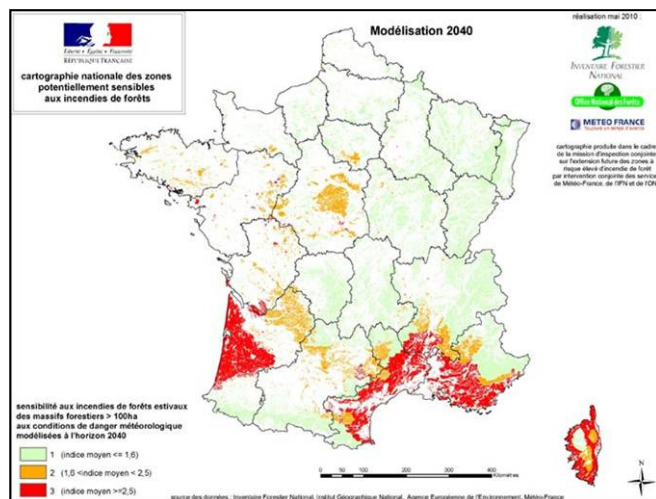 Modélisation 2040
Liberté • Égalité • Fraternité
RÉPUBLIQUE FRANÇAISE
cartographie nationale des zones
potentiellement sensibles
aux incendies de forêts
réalisation mai 2010 :
INVENTAIRE FORESTIER
NATIONAL
Office National des Forêts
METEO FRANCE
Toujours un temps d'avance
cartographie produite dans le cadre
de la mission d'inspection conjointe
sur l'extension future des zones à
risque élevé d'incendie de forêt
par intervention conjointe des service
de Météo-France, de l'IFN et de l'ON
sensibilité aux incendies de forêts estivaux
des massifs forestiers > 100ha
aux conditions de danger météorologique
modélisées à l'horizon 2040
1 (indice moyen <= 1,6)
2 (1,6 <indice moyen < 2,5)
3 (indice moyen >=2,5)
0 50 100 200 300 400
Kilomètres
N
source des données : Inventaire Forestier National, Institut Géographique National, Agence Européenne de l'Environnement, Météo-France